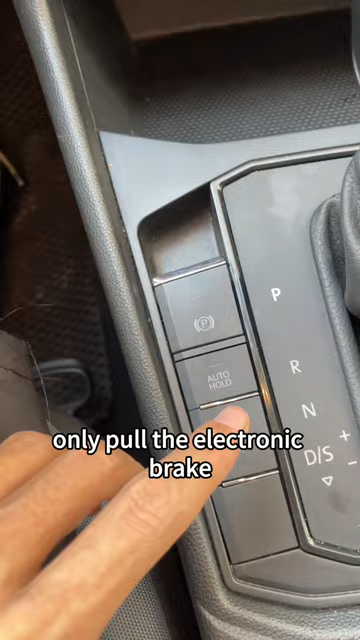 P
(P)
AUTO
HOLD
R
N
D/S
+
-
only pull the electronic
brake